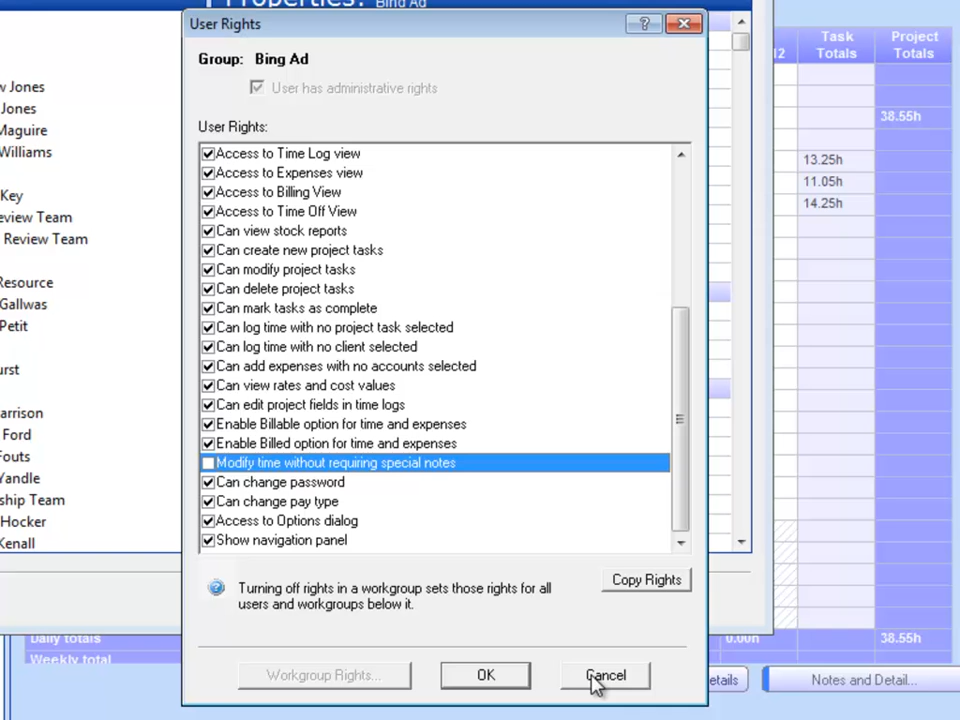 Properties: Bing Ad
User Rights
Group: Bing Ad
User has administrative rights
User Rights:
Access to Time Log view
Access to Expenses view
Access to Billing View
Access to Time Off View
Can view stock reports
Can create new project tasks
Can modify project tasks
Can delete project tasks
Can mark tasks as complete
Can log time with no project task selected
Can log time with no client selected
Can add expenses with no accounts selected
Can view rates and cost values
Can edit project fields in time logs
Enable Billable option for time and expenses
Enable Billed option for time and expenses
Modify time without requiring special notes
Can change password
Can change pay type
Access to Options dialog
Show navigation panel
Turning off rights in a workgroup sets those rights for all
users and workgroups below it.
Copy Rights
Workgroup Rights...
OK
Cancel
w Jones
Jones
Maguire
Williams
Key
eview Team
Review Team
Resource
Gallwas
Petit
urst
arrison
Ford
Fouts
Yandle
ship Team
Hocker
Kenall
12
Task
Totals
Project
Totals
38.55h
13.25h
11.05h
14.25h
Daily totals
0.00h
38.55h
Weekly total
etails
Notes and Detail...